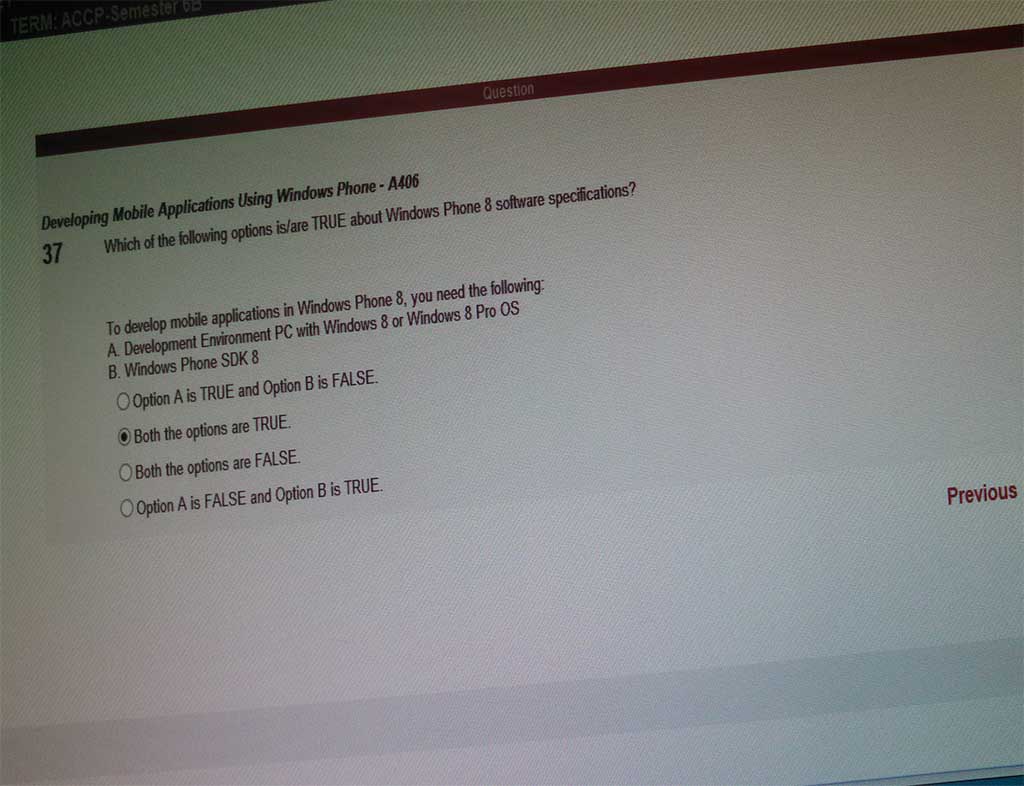 TERM: ACCP-Semester 6B
Question
Developing Mobile Applications Using Windows Phone - A406
37 Which of the following options is/are TRUE about Windows Phone 8 software specifications?
To develop mobile applications in Windows Phone 8, you need the following:
A. Development Environment PC with Windows 8 or Windows 8 Pro OS
B. Windows Phone SDK 8
Option A is TRUE and Option B is FALSE.
Both the options are TRUE.
Both the options are FALSE.
Option A is FALSE and Option B is TRUE.
Previous